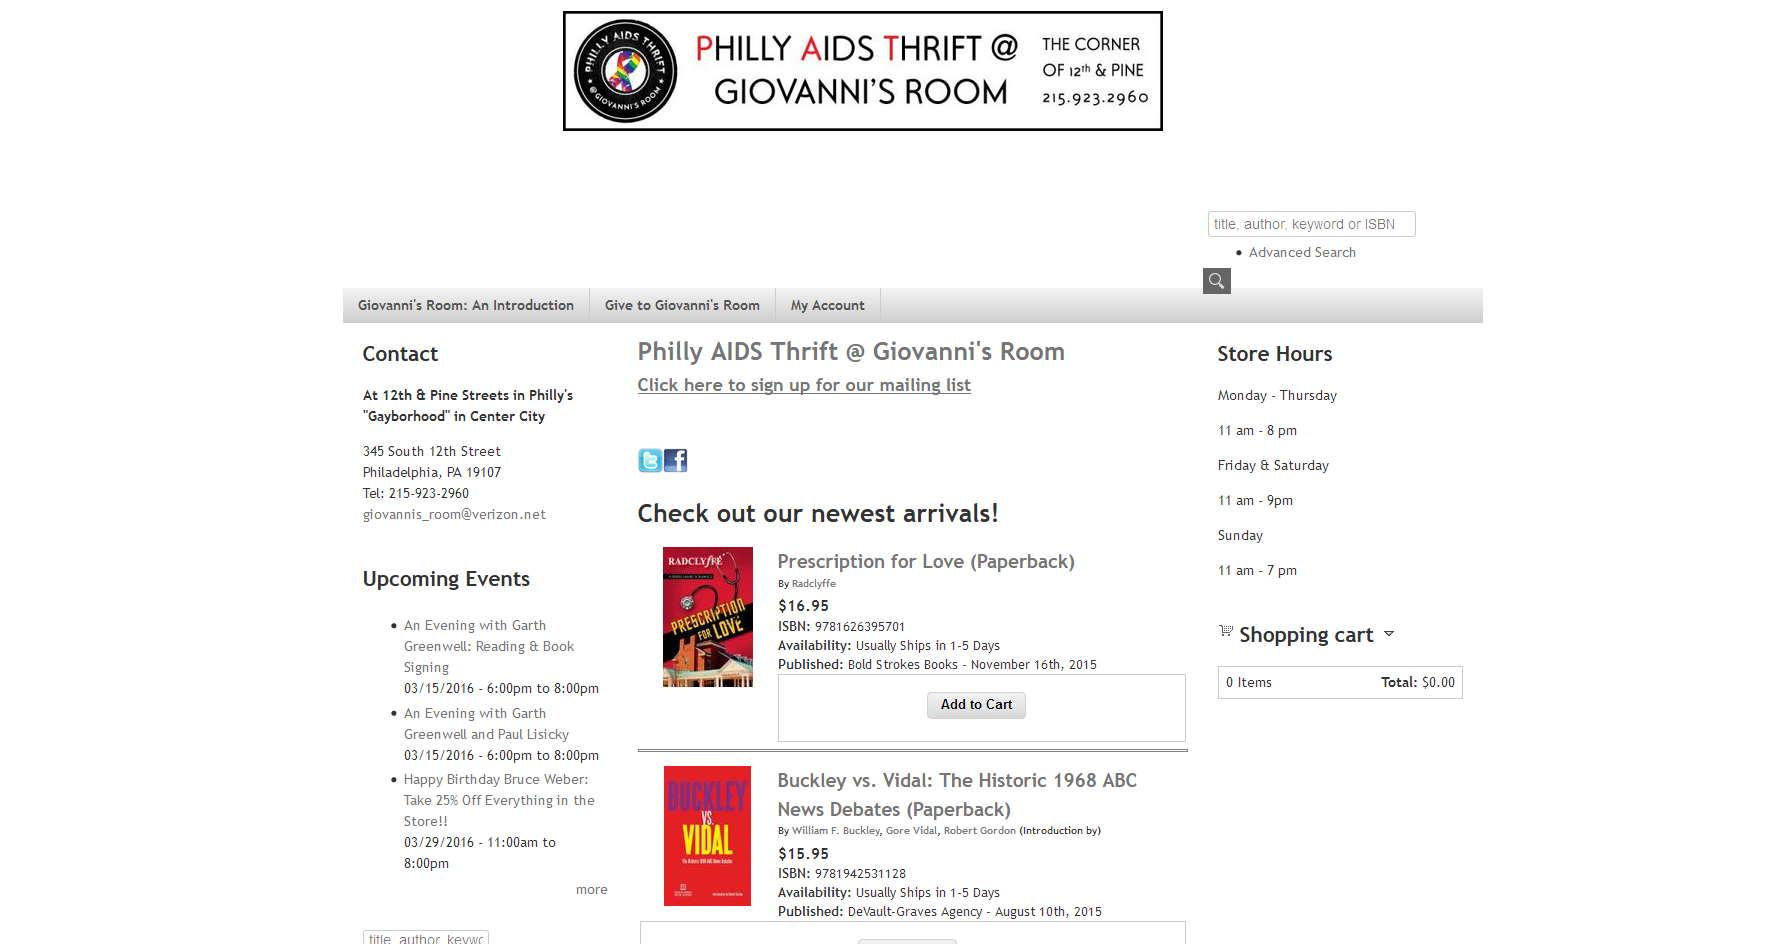 PHILLY AIDS THRIFT
@GIOVANNI'S ROOM
PHILLY AIDS THRIFT @
GIOVANNI'S ROOM
THE CORNER
OF 12th & PINE
215.923.2960
title, author, keyword or ISBN
Advanced Search
Giovanni's Room: An Introduction
Give to Giovanni's Room
My Account
Contact
At 12th & Pine Streets in Philly's
"Gayborhood" in Center City
345 South 12th Street
Philadelphia, PA 19107
Tel: 215-923-2960
giovannis_room@verizon.net
Upcoming Events
An Evening with Garth
Greenwell: Reading & Book
Signing
03/15/2016 - 6:00pm to 8:00pm
An Evening with Garth
Greenwell and Paul Lisicky
03/15/2016 - 6:00pm to 8:00pm
Happy Birthday Bruce Weber:
Take 25% Off Everything in the
Store!!
03/29/2016 - 11:00am to
8:00pm
more
title, author, keywc
Philly AIDS Thrift @ Giovanni's Room
Click here to sign up for our mailing list
Check out our newest arrivals!
RADCLYFFE
PRESCRIPTION
FOR LOVE
Prescription for Love (Paperback)
By Radclyffe
$16.95
ISBN: 9781626395701
Availability: Usually Ships in 1-5 Days
Published: Bold Strokes Books - November 16th, 2015
Add to Cart
BUCKLEY
VS.
VIDAL
The Historic 1968 ABC News Debates
Buckley vs. Vidal: The Historic 1968 ABC
News Debates (Paperback)
By William F. Buckley, Gore Vidal, Robert Gordon (Introduction by)
$15.95
ISBN: 9781942531128
Availability: Usually Ships in 1-5 Days
Published: DeVault-Graves Agency - August 10th, 2015
Store Hours
Monday - Thursday
11 am - 8 pm
Friday & Saturday
11 am - 9pm
Sunday
11 am - 7 pm
Shopping cart
0 Items
Total: $0.00